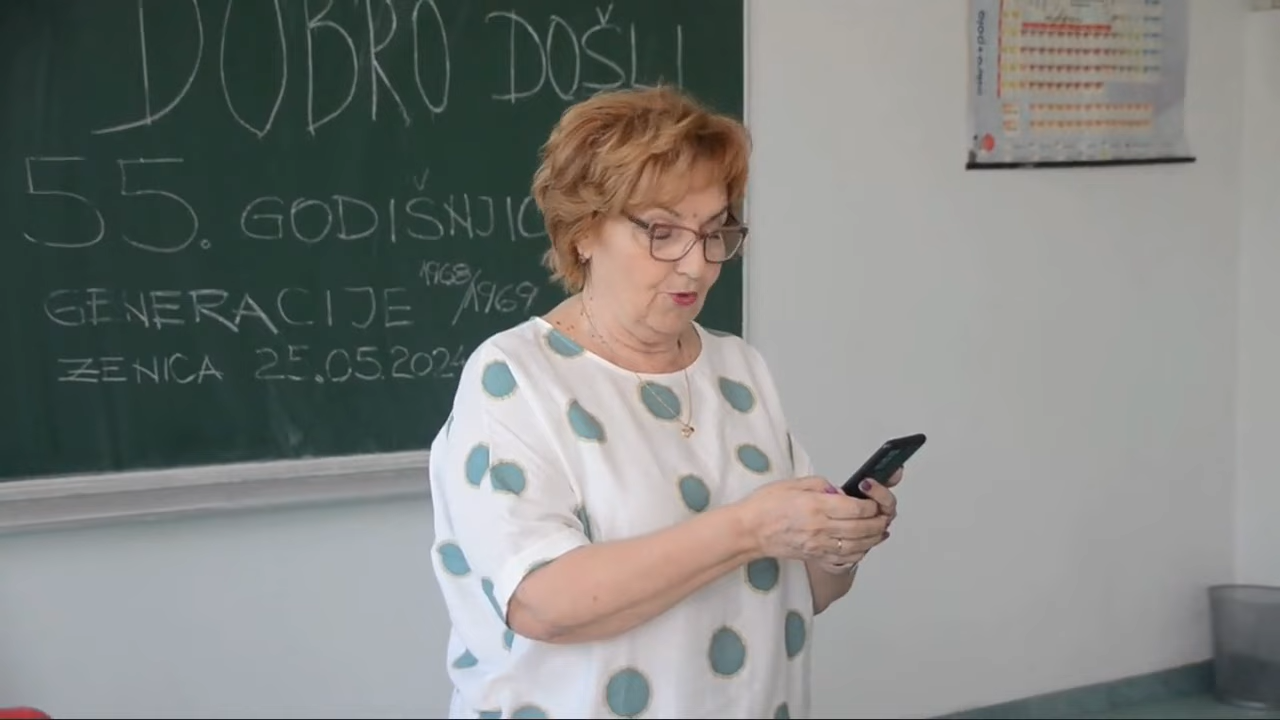 DOBRO DOŠLI
55. GODIŠNJIC
GENERACIJE 1968/1969
ZENICA 25.05.2024